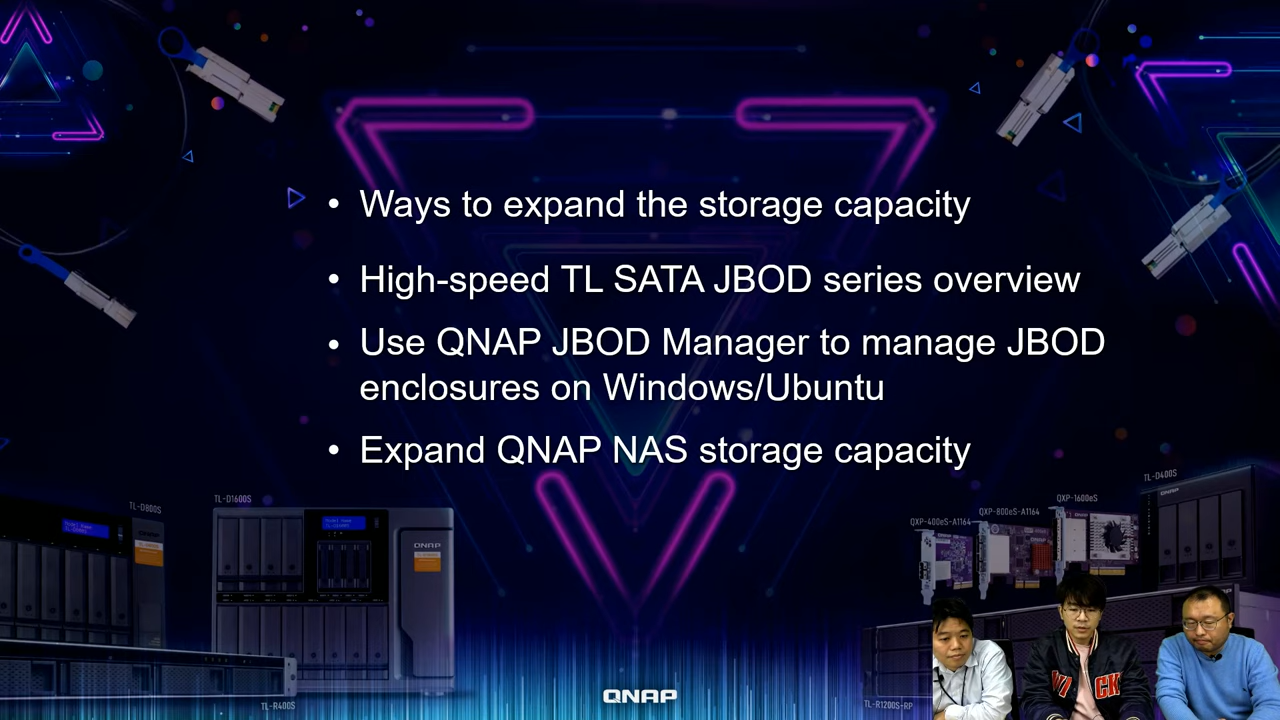 • Ways to expand the storage capacity
• High-speed TL SATA JBOD series overview
• Use QNAP JBOD Manager to manage JBOD
enclosures on Windows/Ubuntu
• Expand QNAP NAS storage capacity
TL-D800S
TL-D1600S
QNAP
TL-R400S
QNAP
QXP-400eS-A1164
QXP-800eS-A1164
QXP-1600eS
TL-D400S
QNAP
TL-R1200S-RP